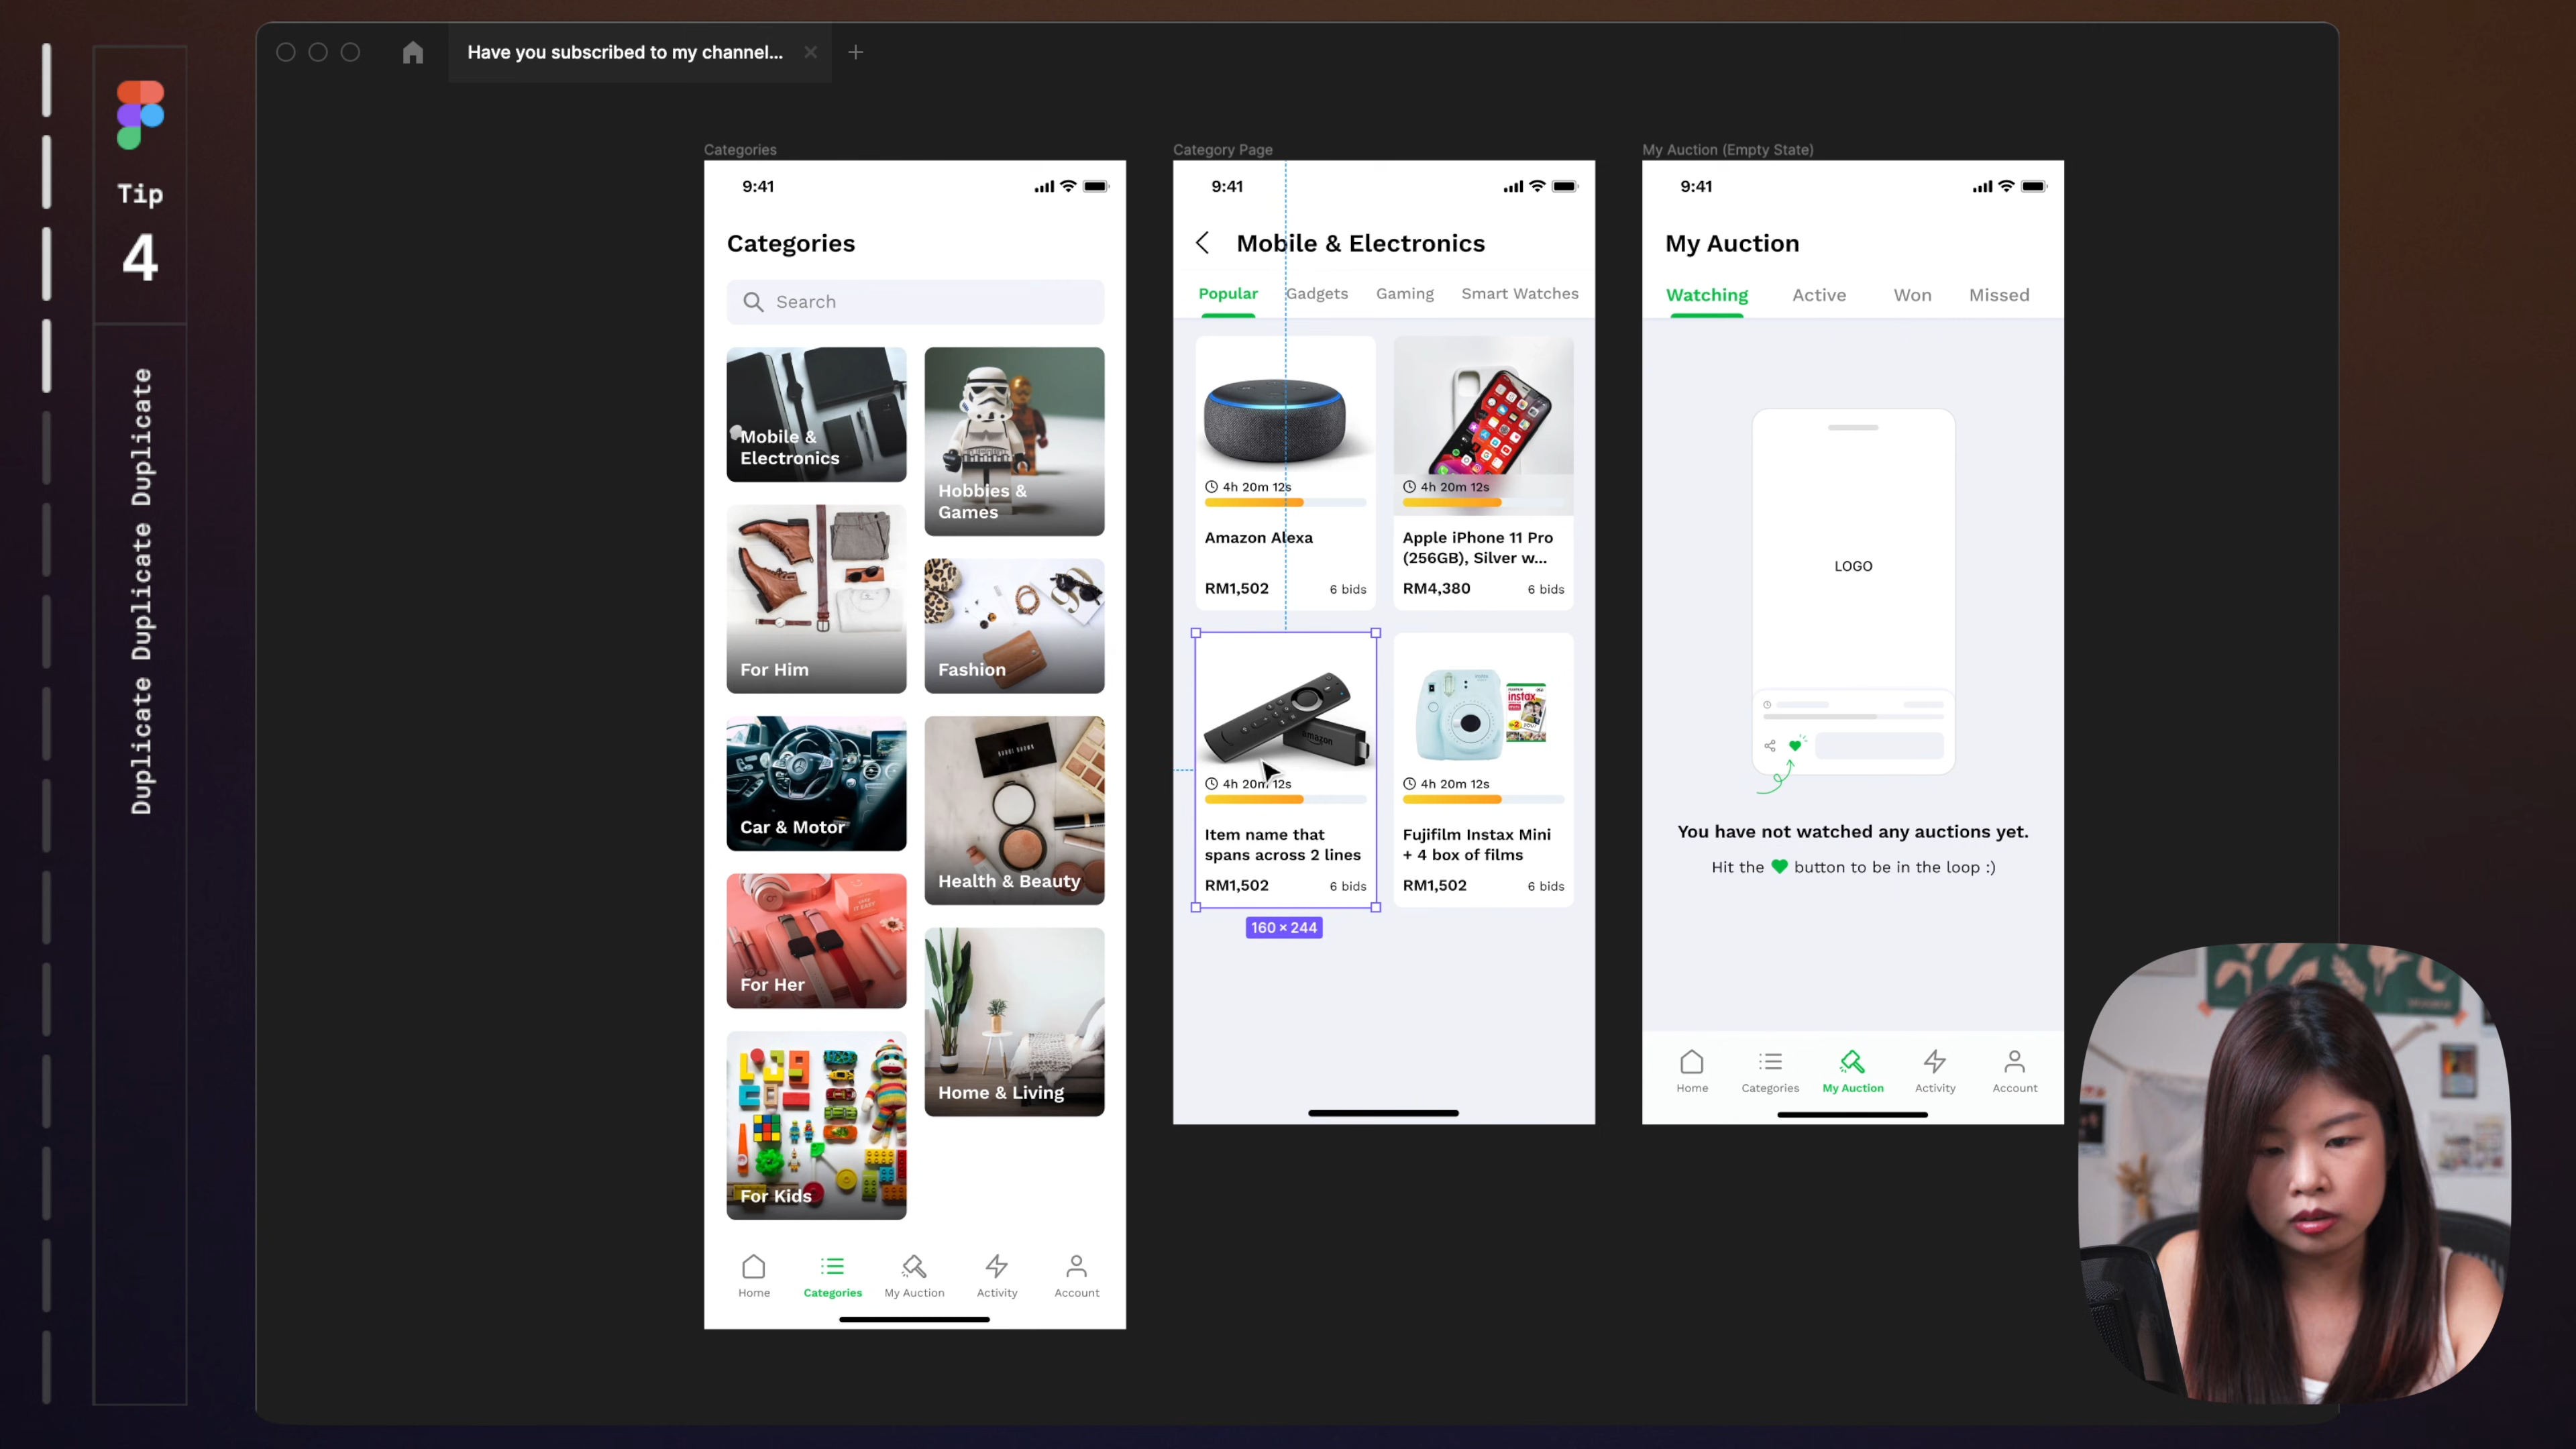 Have you subscribed to my channel...
Tip
4
Duplicate Duplicate Duplicate
Categories
9:41
Categories
Search
Mobile &
Electronics
Hobbies &
Games
For Him
Fashion
Car & Motor
Health & Beauty
For Her
Home & Living
For Kids
Home
Categories
My Auction
Activity
Account
Category Page
9:41
Mobile & Electronics
Popular
Gadgets
Gaming
Smart Watches
4h 20m 12s
Amazon Alexa
RM1,502
6 bids
4h 20m 12s
Apple iPhone 11 Pro
(256GB), Silver w...
RM4,380
6 bids
amazon
4h 20m 12s
Item name that
spans across 2 lines
RM1,502
6 bids
160 × 244
instax
4h 20m 12s
Fujifilm Instax Mini
+ 4 box of films
RM1,502
6 bids
My Auction (Empty State)
9:41
My Auction
Watching
Active
Won
Missed
LOGO
You have not watched any auctions yet.
Hit the button to be in the loop :)
Home
Categories
My Auction
Activity
Account